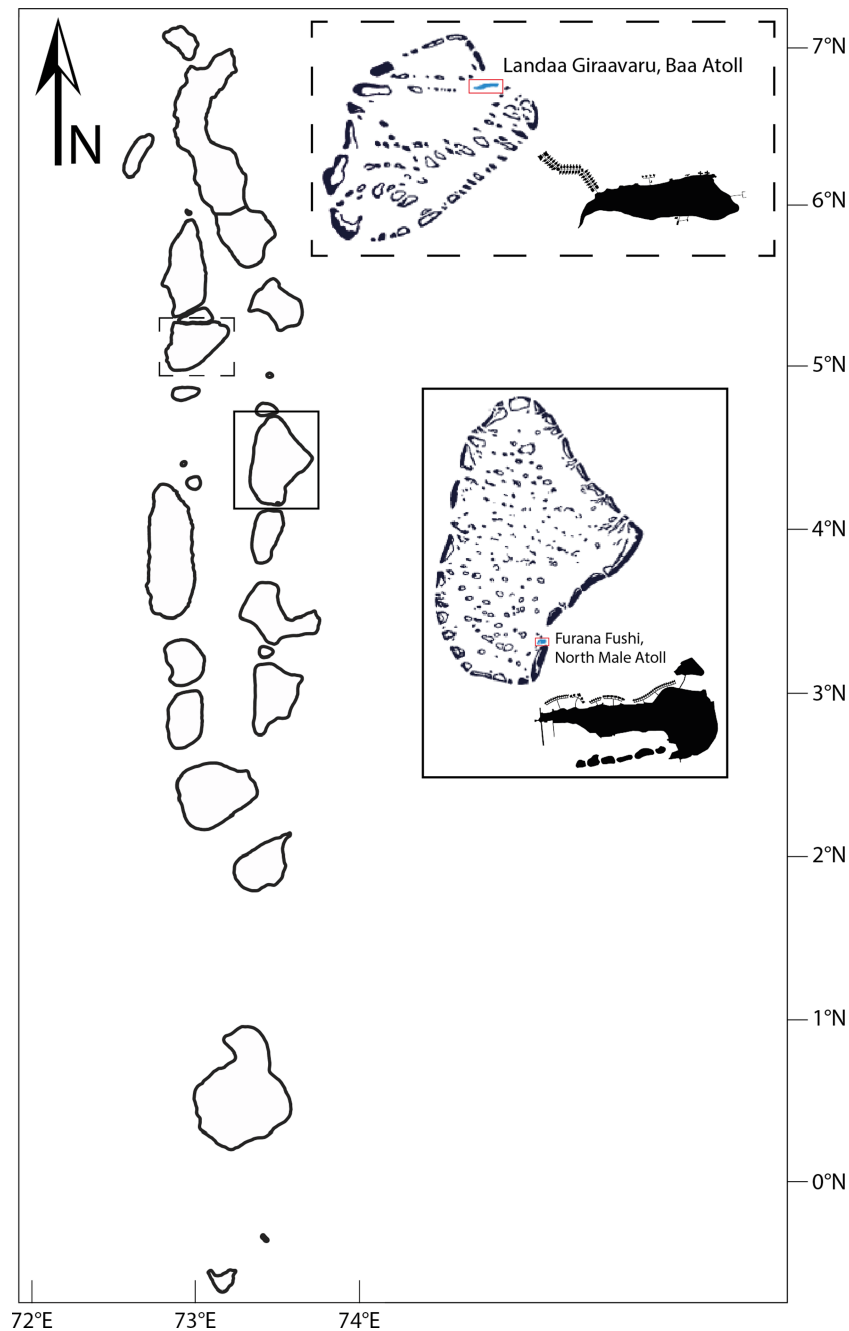 N
Landaa Giraavaru, Baa Atoll
7°N
6°N
5°N
4°N
Furana Fushi,
North Male Atoll
3°N
2°N
1°N
0°N
72°E
73°E
74°E